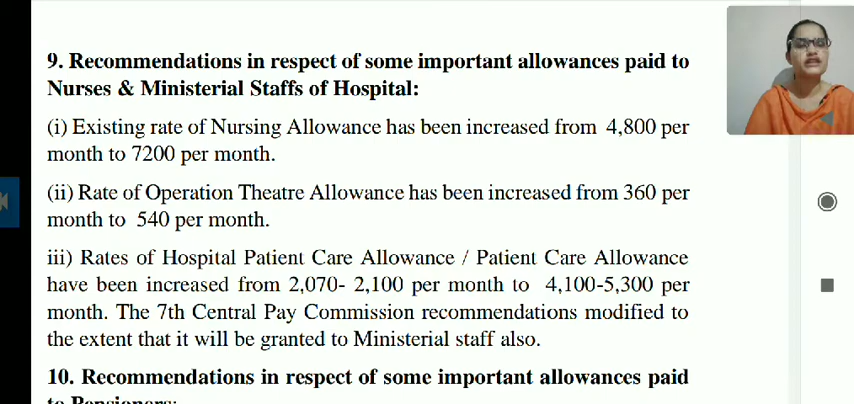 9. Recommendations in respect of some important allowances paid to
Nurses & Ministerial Staffs of Hospital:
(i) Existing rate of Nursing Allowance has been increased from 4,800 per
month to 7200 per month.
(ii) Rate of Operation Theatre Allowance has been increased from 360 per
month to 540 per month.
iii) Rates of Hospital Patient Care Allowance / Patient Care Allowance
have been increased from 2,070- 2,100 per month to 4,100-5,300 per
month. The 7th Central Pay Commission recommendations modified to
the extent that it will be granted to Ministerial staff also.
10. Recommendations in respect of some important allowances paid
to Pensioners: